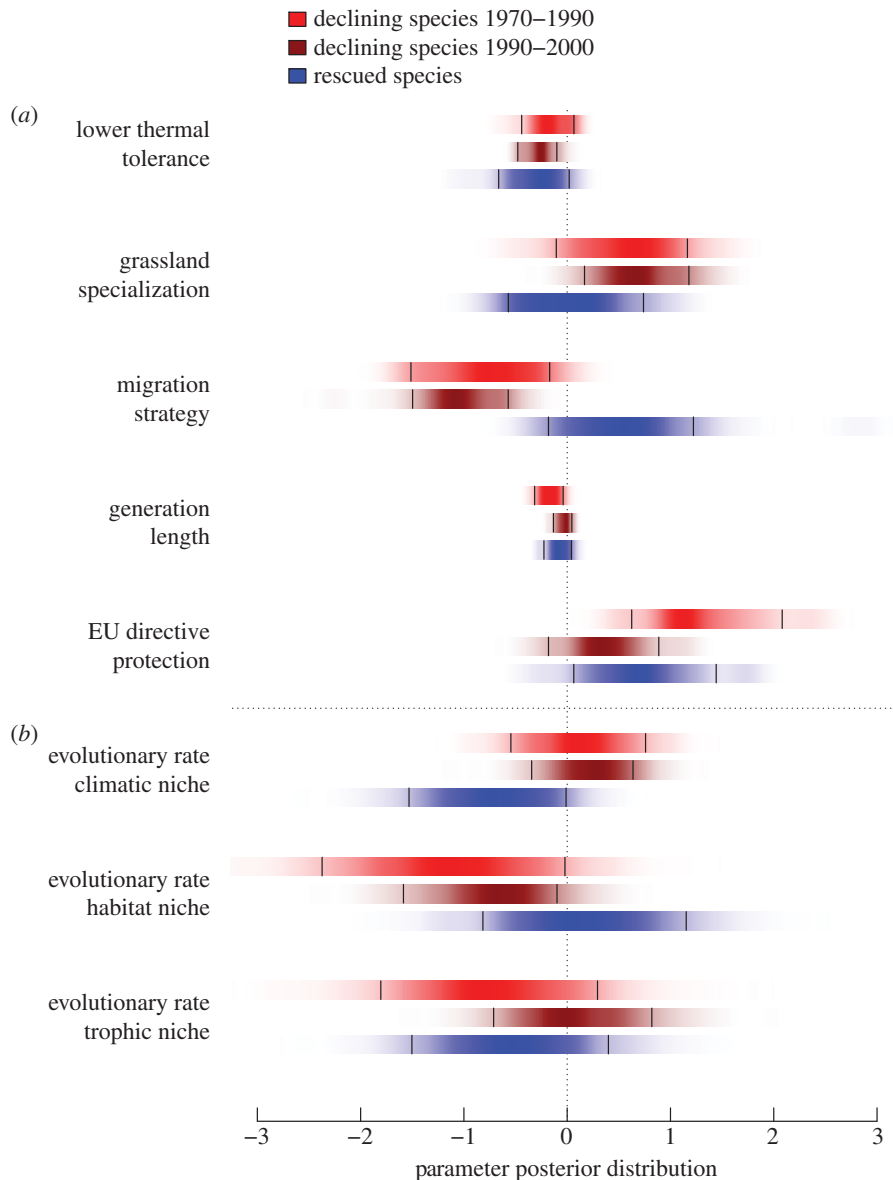 declining species 1970–1990
declining species 1990–2000
rescued species
(a)
lower thermal
tolerance
grassland
specialization
migration
strategy
generation
length
EU directive
protection
(b)
evolutionary rate
climatic niche
evolutionary rate
habitat niche
evolutionary rate
trophic niche
−3 −2 −1 0 1 2 3
parameter posterior distribution